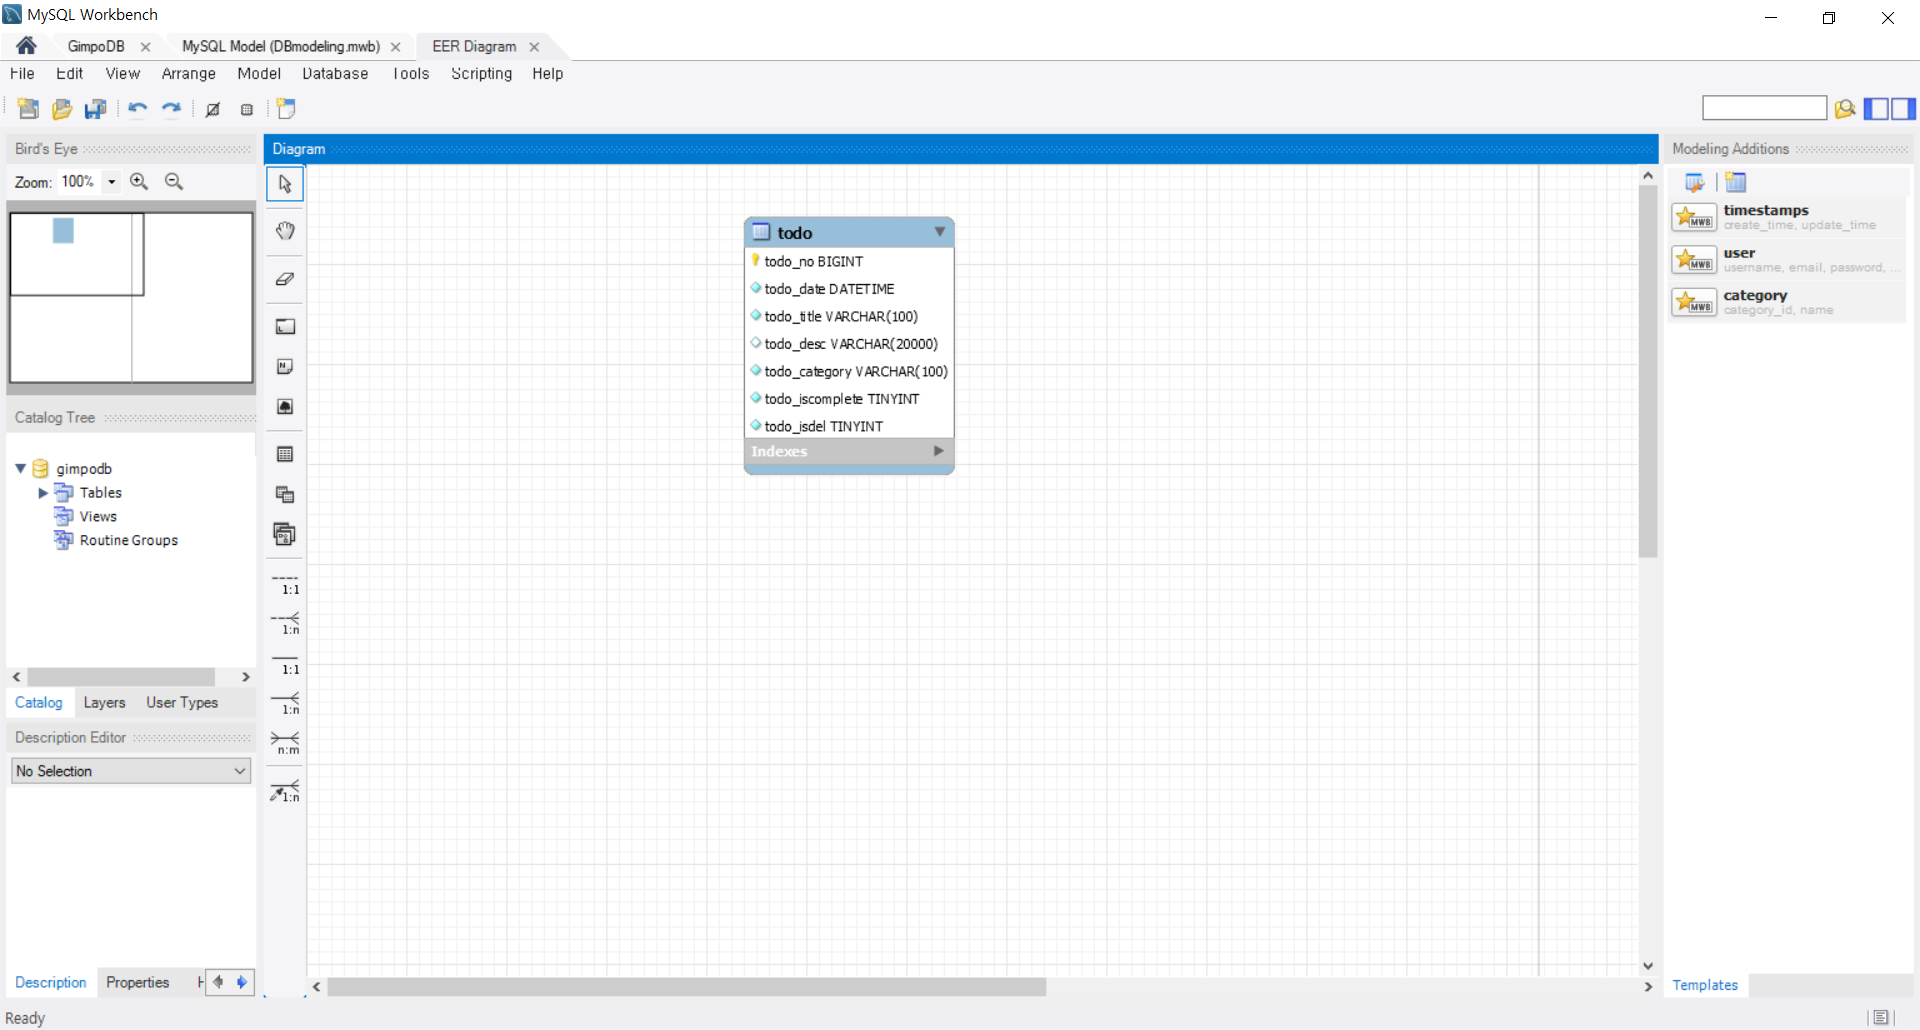 MySQL Workbench
GimpoDB
MySQL Model (DBmodeling.mwb)
EER Diagram
File Edit View Arrange Model Database Tools Scripting Help
Bird's Eye
Zoom: 100%
Catalog Tree
gimpodb
Tables
Views
Routine Groups
Catalog Layers User Types
Description Editor
No Selection
Description Properties H
Ready
Diagram
1:1
1:n
1:1
1:n
n:m
1:n
todo
todo_no BIGINT
todo_date DATETIME
todo_title VARCHAR(100)
todo_desc VARCHAR(20000)
todo_category VARCHAR(100)
todo_iscomplete TINYINT
todo_isdel TINYINT
Indexes
Modeling Additions
MWB
timestamps
create_time, update_time
MWB
user
username, email, password, ...
MWB
category
category_id, name
Templates